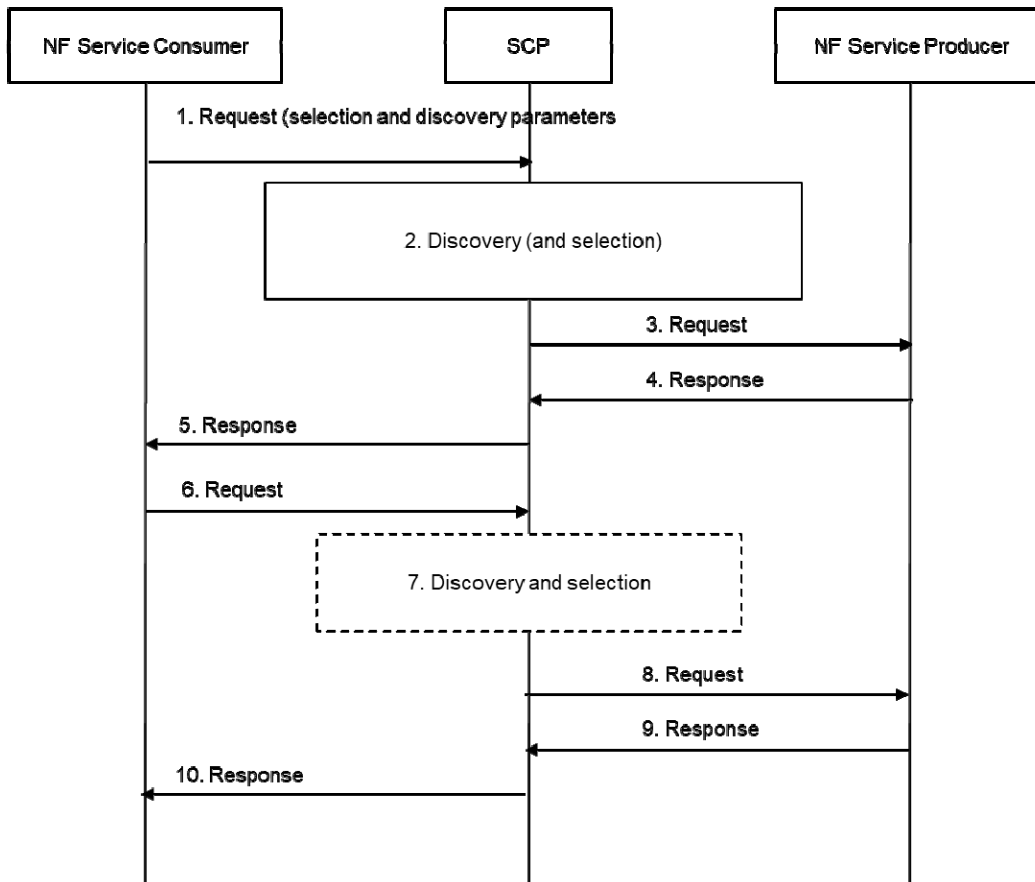 NF Service Consumer
SCP
NF Service Producer
1. Request (selection and discovery parameters
2. Discovery (and selection)
3. Request
4. Response
5. Response
6. Request
7. Discovery and selection
8. Request
9. Response
10. Response